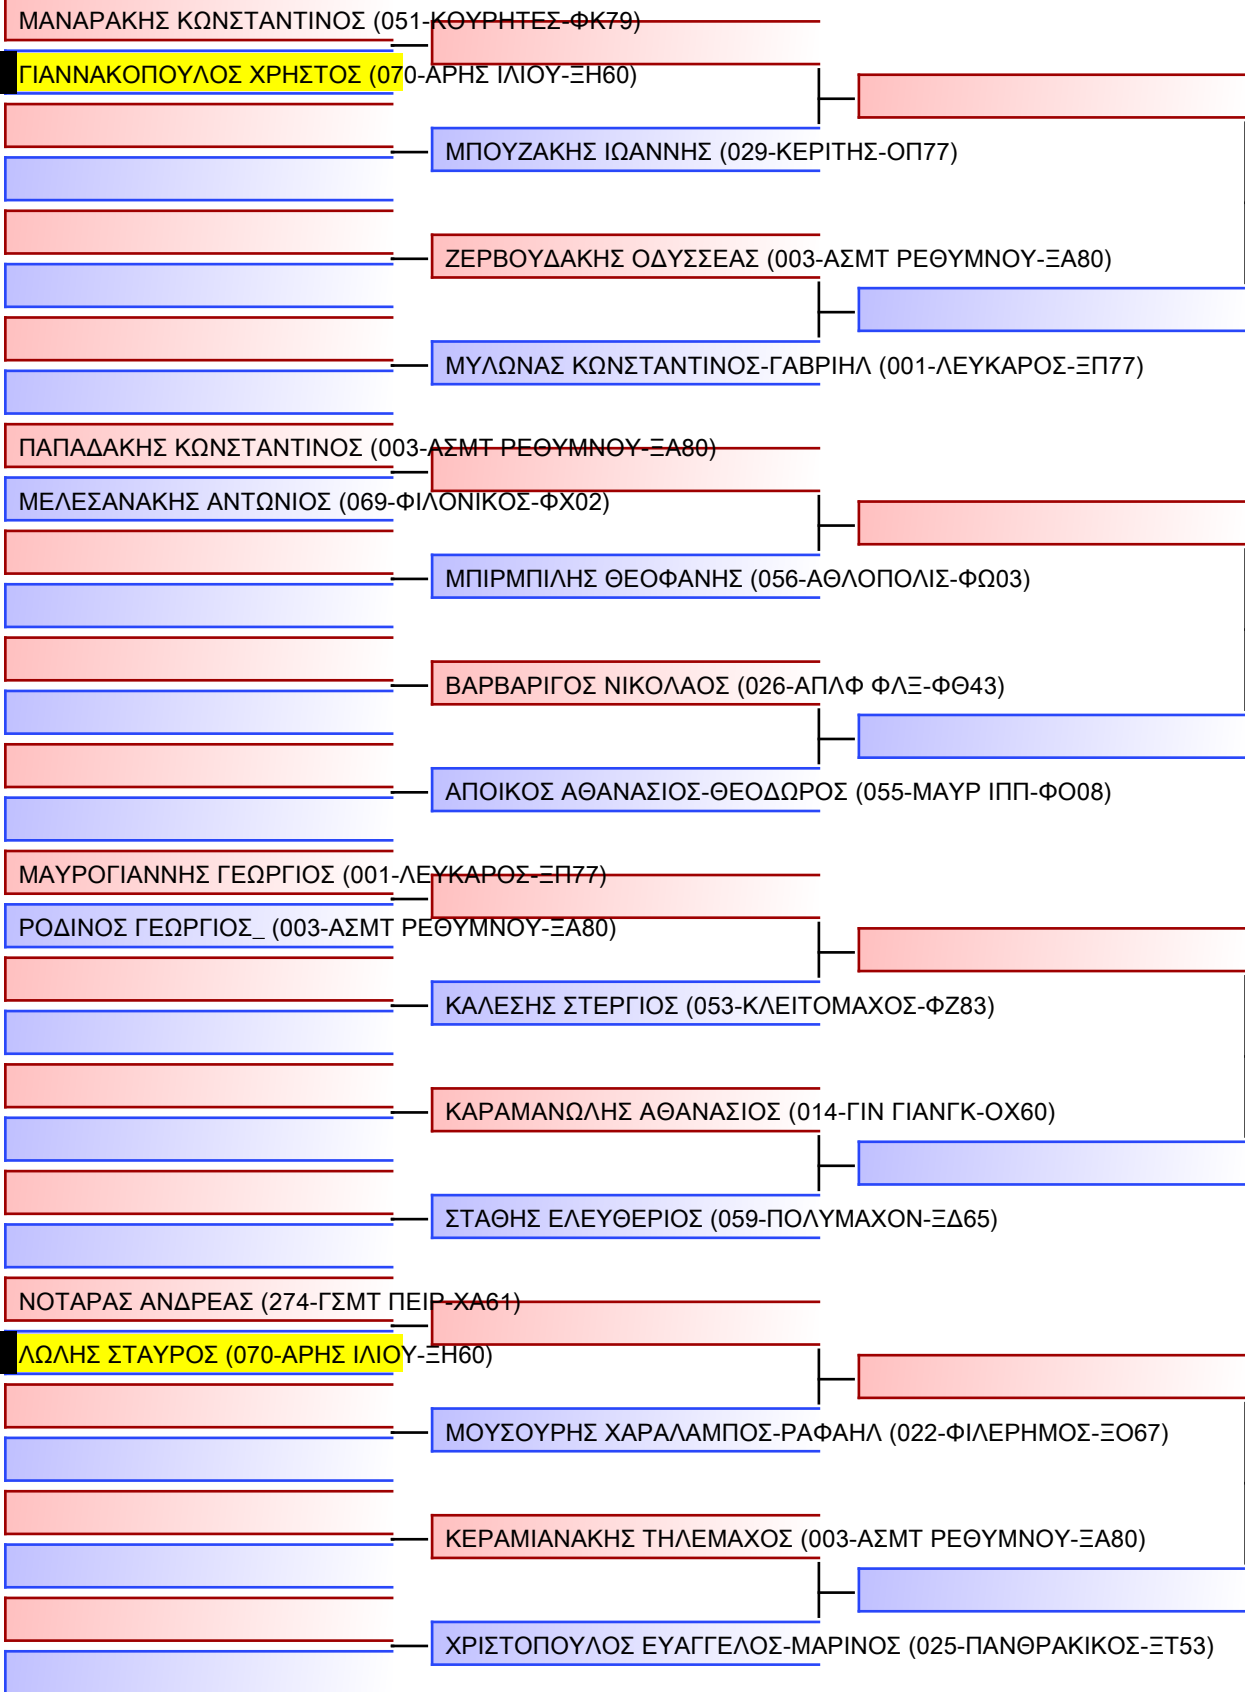 ΜΑΝΑΡΑΚΗΣ ΚΩΝΣΤΑΝΤΙΝΟΣ (051-ΚΟΥΡΗΤΕΣ-ΦΚ79)
ΓΙΑΝΝΑΚΟΠΟΥΛΟΣ ΧΡΗΣΤΟΣ (070-ΑΡΗΣ ΙΛΙΟΥ-ΞΗ60)
ΜΠΟΥΖΑΚΗΣ ΙΩΑΝΝΗΣ (029-ΚΕΡΙΤΗΣ-ΟΠ77)
ΖΕΡΒΟΥΔΑΚΗΣ ΟΔΥΣΣΕΑΣ (003-ΑΣΜΤ ΡΕΘΥΜΝΟΥ-ΞΑ80)
ΜΥΛΩΝΑΣ ΚΩΝΣΤΑΝΤΙΝΟΣ-ΓΑΒΡΙΗΛ (001-ΛΕΥΚΑΡΟΣ-ΞΠ77)
ΠΑΠΑΔΑΚΗΣ ΚΩΝΣΤΑΝΤΙΝΟΣ (003-ΑΣΜΤ ΡΕΘΥΜΝΟΥ-ΞΑ80)
ΜΕΛΕΣΑΝΑΚΗΣ ΑΝΤΩΝΙΟΣ (069-ΦΙΛΟΝΙΚΟΣ-ΦΧ02)
ΜΠΙΡΜΠΙΛΗΣ ΘΕΟΦΑΝΗΣ (056-ΑΘΛΟΠΟΛΙΣ-ΦΩ03)
ΒΑΡΒΑΡΙΓΟΣ ΝΙΚΟΛΑΟΣ (026-ΑΠΛΦ ΦΛΞ-ΦΘ43)
ΑΠΟΙΚΟΣ ΑΘΑΝΑΣΙΟΣ-ΘΕΟΔΩΡΟΣ (055-ΜΑΥΡ ΙΠΠ-ΦΟ08)
ΜΑΥΡΟΓΙΑΝΝΗΣ ΓΕΩΡΓΙΟΣ (001-ΛΕΥΚΑΡΟΣ-ΞΠ77)
ΡΟΔΙΝΟΣ ΓΕΩΡΓΙΟΣ_ (003-ΑΣΜΤ ΡΕΘΥΜΝΟΥ-ΞΑ80)
ΚΑΛΕΣΗΣ ΣΤΕΡΓΙΟΣ (053-ΚΛΕΙΤΟΜΑΧΟΣ-ΦΖ83)
ΚΑΡΑΜΑΝΩΛΗΣ ΑΘΑΝΑΣΙΟΣ (014-ΓΙΝ ΓΙΑΝΓΚ-ΟΧ60)
ΣΤΑΘΗΣ ΕΛΕΥΘΕΡΙΟΣ (059-ΠΟΛΥΜΑΧΟΝ-ΞΔ65)
ΝΟΤΑΡΑΣ ΑΝΔΡΕΑΣ (274-ΓΣΜΤ ΠΕΙΡ-ΧΑ61)
ΛΩΛΗΣ ΣΤΑΥΡΟΣ (070-ΑΡΗΣ ΙΛΙΟΥ-ΞΗ60)
ΜΟΥΣΟΥΡΗΣ ΧΑΡΑΛΑΜΠΟΣ-ΡΑΦΑΗΛ (022-ΦΙΛΕΡΗΜΟΣ-ΞΟ67)
ΚΕΡΑΜΙΑΝΑΚΗΣ ΤΗΛΕΜΑΧΟΣ (003-ΑΣΜΤ ΡΕΘΥΜΝΟΥ-ΞΑ80)
ΧΡΙΣΤΟΠΟΥΛΟΣ ΕΥΑΓΓΕΛΟΣ-ΜΑΡΙΝΟΣ (025-ΠΑΝΘΡΑΚΙΚΟΣ-ΞΤ53)